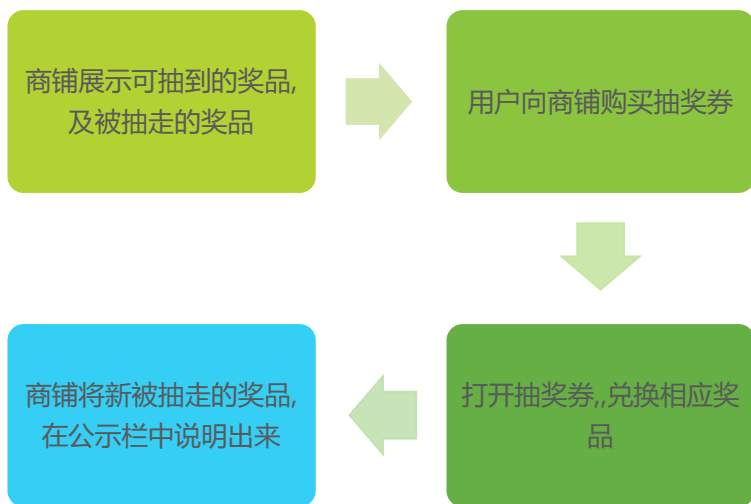 商铺展示可抽到的奖品,
及被抽走的奖品
用户向商铺购买抽奖券
打开抽奖券,,兑换相应奖
品
商铺将新被抽走的奖品,
在公示栏中说明出来